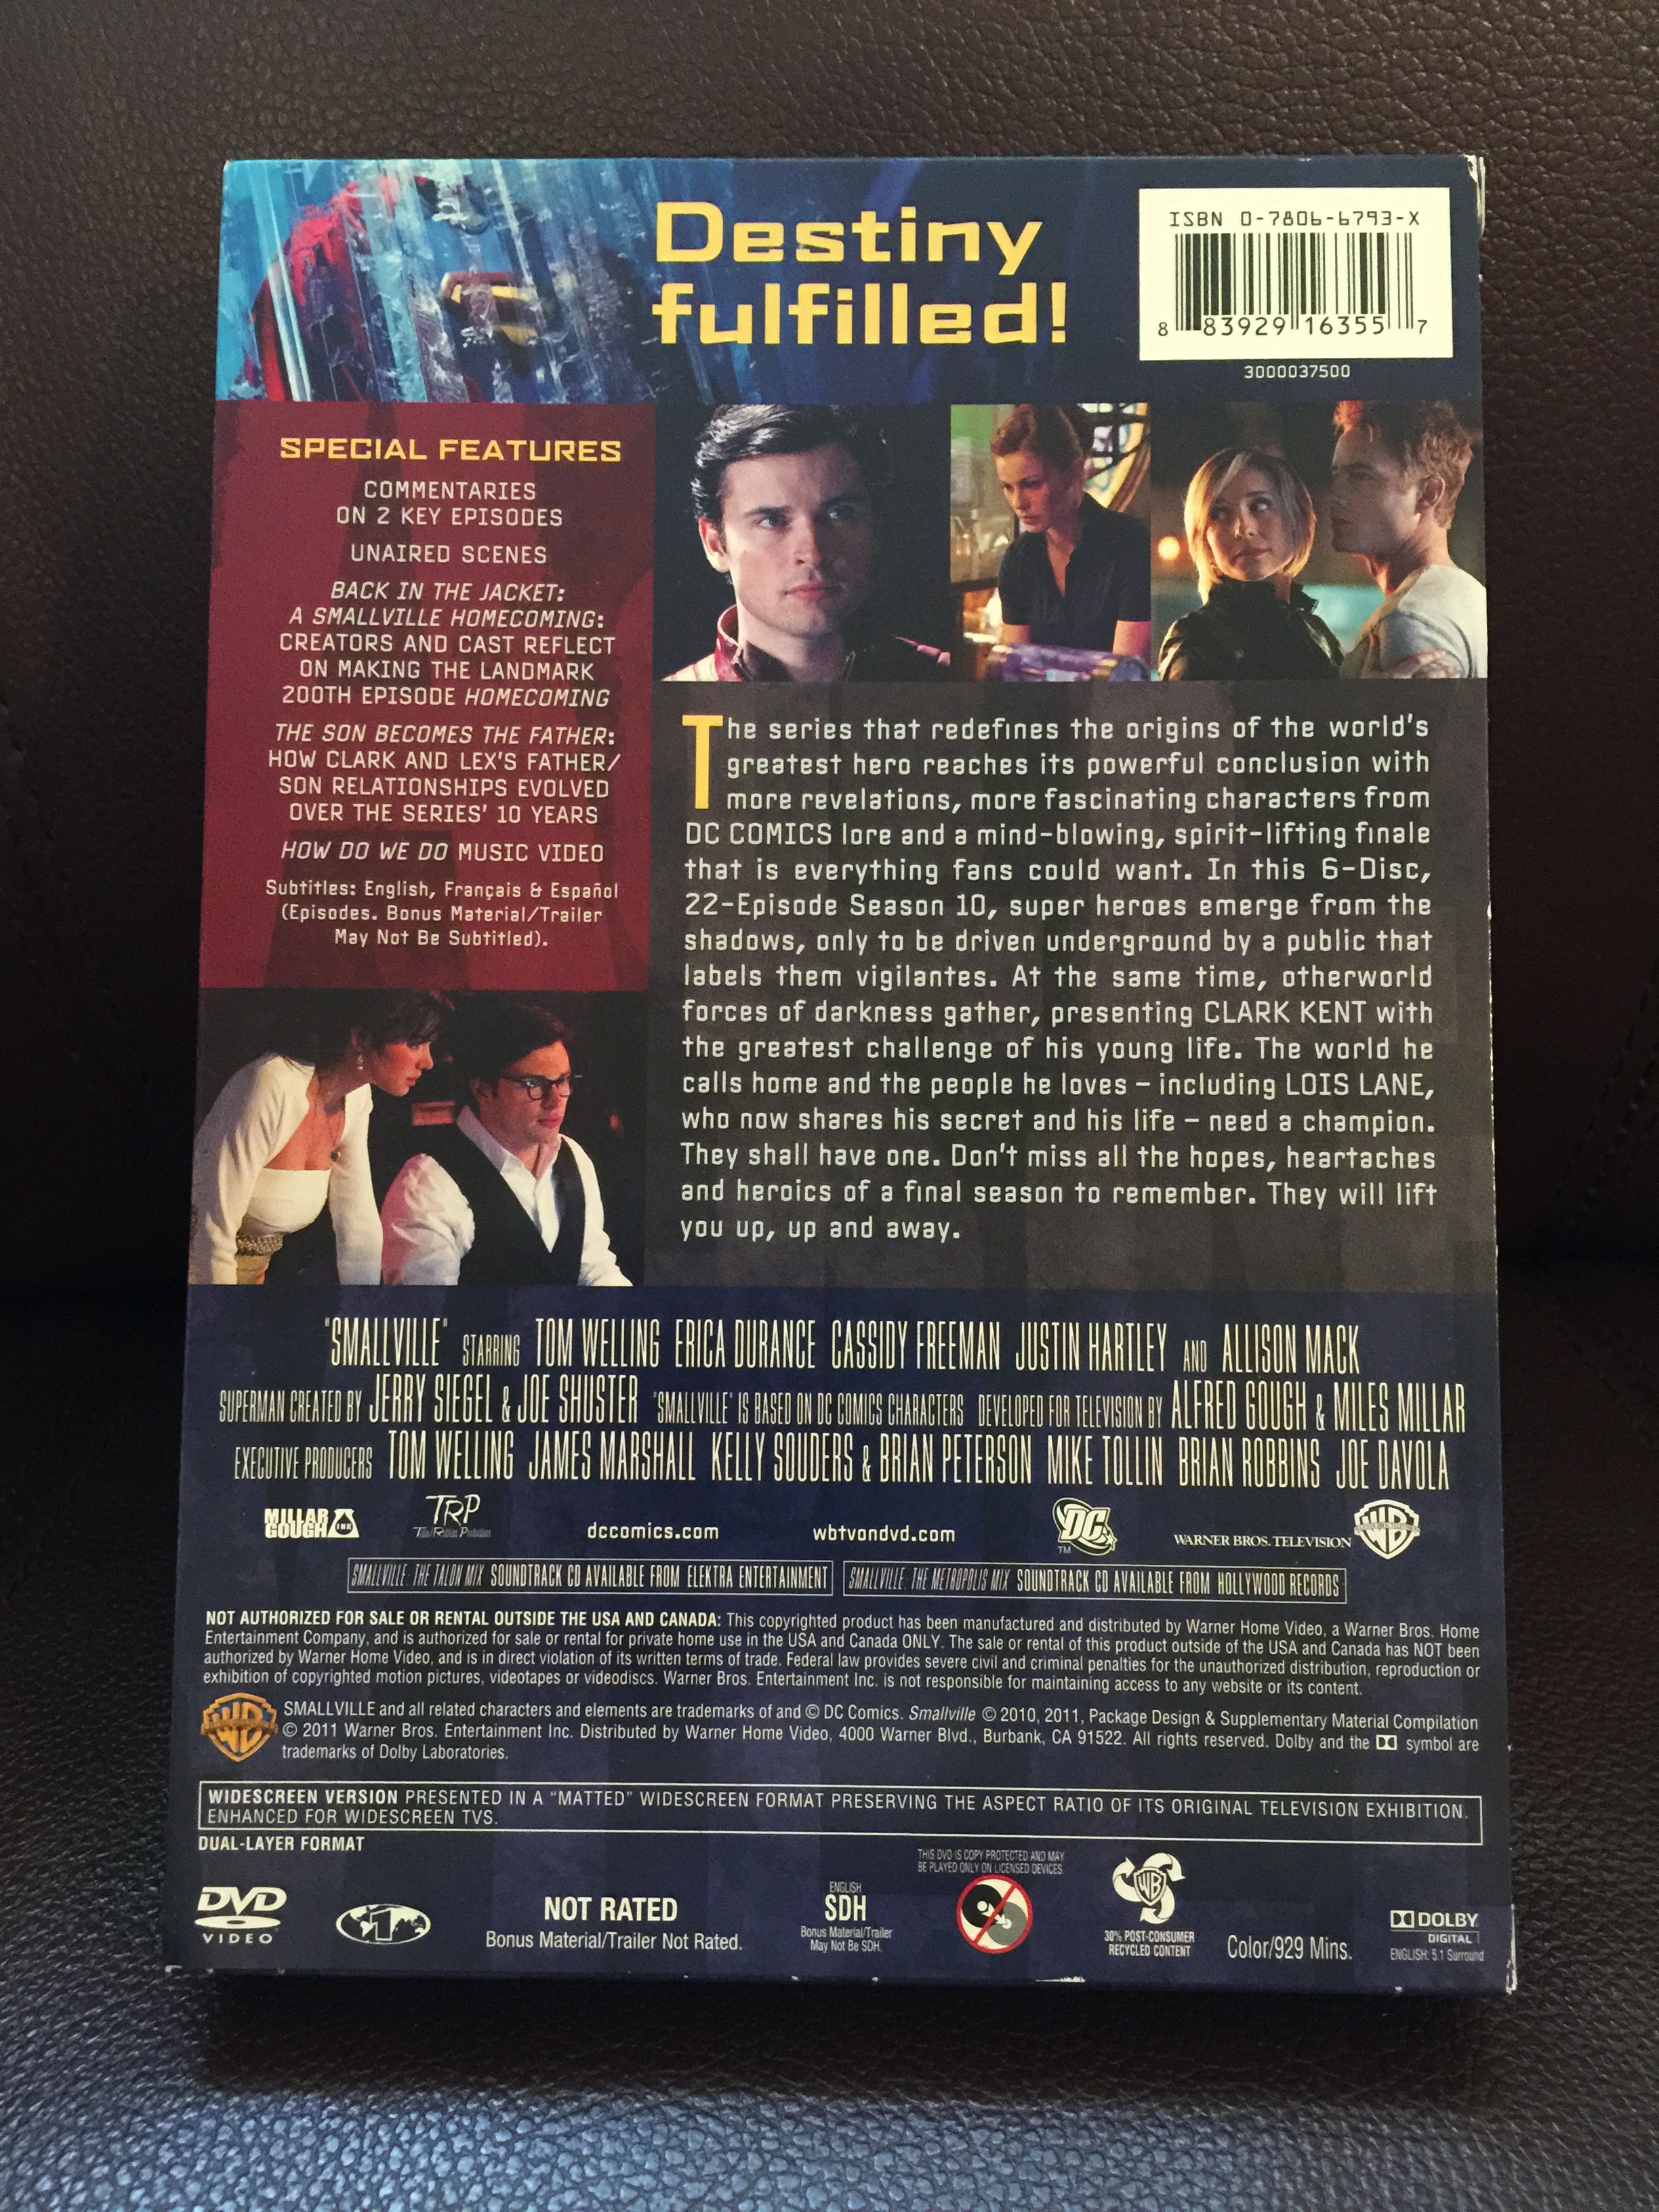 Destiny
fulfilled!
ISBN 0-7806-6793-X
8 83929 16355 7
3000037500
SPECIAL FEATURES
COMMENTARIES
ON 2 KEY EPISODES
UNAIRED SCENES
BACK IN THE JACKET:
A SMALLVILLE HOMECOMING:
CREATORS AND CAST REFLECT
ON MAKING THE LANDMARK
200TH EPISODE HOMECOMING
THE SON BECOMES THE FATHER:
HOW CLARK AND LEX'S FATHER/
SON RELATIONSHIPS EVOLVED
OVER THE SERIES' 10 YEARS
HOW DO WE DO MUSIC VIDEO
Subtitles: English, Français & Español
(Episodes. Bonus Material/Trailer
May Not Be Subtitled).
The series that redefines the origins of the world's
greatest hero reaches its powerful conclusion with
more revelations, more fascinating characters from
DC COMICS lore and a mind-blowing, spirit-lifting finale
that is everything fans could want. In this 6-Disc,
22-Episode Season 10, super heroes emerge from the
shadows, only to be driven underground by a public that
labels them vigilantes. At the same time, otherworld
forces of darkness gather, presenting CLARK KENT with
the greatest challenge of his young life. The world he
calls home and the people he loves – including LOIS LANE,
who now shares his secret and his life – need a champion.
They shall have one. Don't miss all the hopes, heartaches
and heroics of a final season to remember. They will lift
you up, up and away.
"SMALLVILLE" STARRING TOM WELLING ERICA DURANCE CASSIDY FREEMAN JUSTIN HARTLEY AND ALLISON MACK
SUPERMAN CREATED BY JERRY SIEGEL & JOE SHUSTER "SMALLVILLE" IS BASED ON DC COMICS CHARACTERS DEVELOPED FOR TELEVISION BY ALFRED GOUGH & MILES MILLAR
EXECUTIVE PRODUCERS TOM WELLING JAMES MARSHALL KELLY SOUDERS & BRIAN PETERSON MIKE TOLLIN BRIAN ROBBINS JOE DAVOLA
MILLAR
GOUGH INK
TRP
Tollin/Robbins Productions
dccomics.com
wbtvondvd.com
DC
TM
WARNER BROS. TELEVISION
WB
SMALLVILLE: THE TALON MIX SOUNDTRACK CD AVAILABLE FROM ELEKTRA ENTERTAINMENT
SMALLVILLE: THE METROPOLIS MIX SOUNDTRACK CD AVAILABLE FROM HOLLYWOOD RECORDS
NOT AUTHORIZED FOR SALE OR RENTAL OUTSIDE THE USA AND CANADA: This copyrighted product has been manufactured and distributed by Warner Home Video, a Warner Bros. Home
Entertainment Company, and is authorized for sale or rental for private home use in the USA and Canada ONLY. The sale or rental of this product outside of the USA and Canada has NOT been
authorized by Warner Home Video, and is in direct violation of its written terms of trade. Federal law provides severe civil and criminal penalties for the unauthorized distribution, reproduction or
exhibition of copyrighted motion pictures, videotapes or videodiscs. Warner Bros. Entertainment Inc. is not responsible for maintaining access to any website or its content.
WB
SMALLVILLE and all related characters and elements are trademarks of and © DC Comics. Smallville © 2010, 2011, Package Design & Supplementary Material Compilation
© 2011 Warner Bros. Entertainment Inc. Distributed by Warner Home Video, 4000 Warner Blvd., Burbank, CA 91522. All rights reserved. Dolby and the symbol are
trademarks of Dolby Laboratories.
WIDESCREEN VERSION PRESENTED IN A "MATTED" WIDESCREEN FORMAT PRESERVING THE ASPECT RATIO OF ITS ORIGINAL TELEVISION EXHIBITION.
ENHANCED FOR WIDESCREEN TVS.
DUAL-LAYER FORMAT
DVD
VIDEO
1
NOT RATED
Bonus Material/Trailer Not Rated.
ENGLISH
SDH
Bonus Material/Trailer
May Not Be SDH.
THIS DVD IS COPY PROTECTED AND MAY
BE PLAYED ONLY ON LICENSED DEVICES
WB
30% POST-CONSUMER
RECYCLED CONTENT
Color/929 Mins.
DOLBY
DIGITAL
ENGLISH: 5.1 Surround